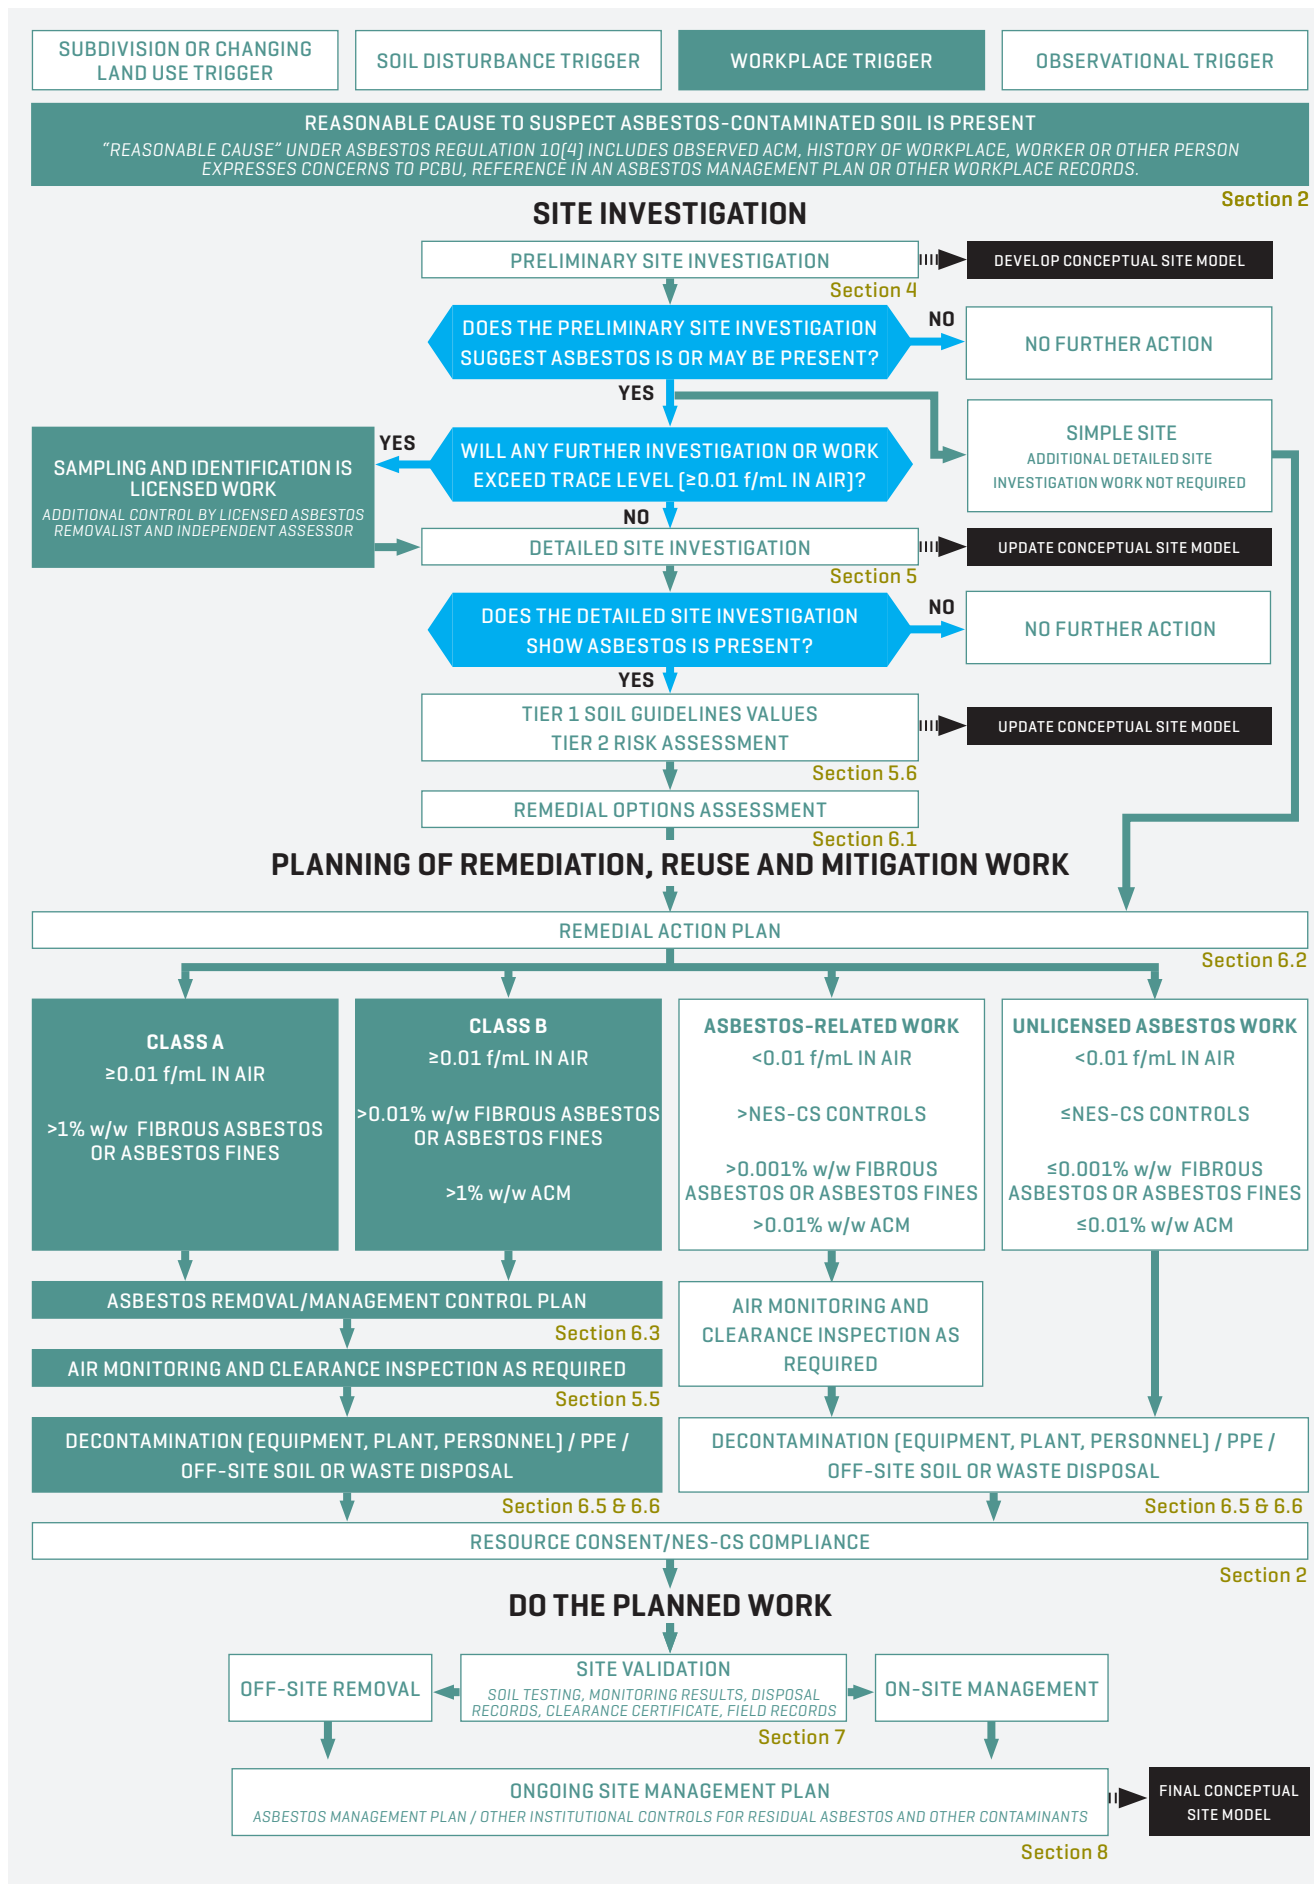 SUBDIVISION OR CHANGING
LAND USE TRIGGER
SOIL DISTURBANCE TRIGGER
WORKPLACE TRIGGER
OBSERVATIONAL TRIGGER
REASONABLE CAUSE TO SUSPECT ASBESTOS-CONTAMINATED SOIL IS PRESENT
“REASONABLE CAUSE” UNDER ASBESTOS REGULATION 10(4) INCLUDES OBSERVED ACM, HISTORY OF WORKPLACE, WORKER OR OTHER PERSON
EXPRESSES CONCERNS TO PCBU, REFERENCE IN AN ASBESTOS MANAGEMENT PLAN OR OTHER WORKPLACE RECORDS.
Section 2
SITE INVESTIGATION
PRELIMINARY SITE INVESTIGATION
DEVELOP CONCEPTUAL SITE MODEL
Section 4
DOES THE PRELIMINARY SITE INVESTIGATION
SUGGEST ASBESTOS IS OR MAY BE PRESENT?
NO
NO FURTHER ACTION
YES
SIMPLE SITE
ADDITIONAL DETAILED SITE
INVESTIGATION WORK NOT REQUIRED
WILL ANY FURTHER INVESTIGATION OR WORK
EXCEED TRACE LEVEL (≥0.01 f/mL IN AIR)?
YES
SAMPLING AND IDENTIFICATION IS
LICENSED WORK
ADDITIONAL CONTROL BY LICENSED ASBESTOS
REMOVALIST AND INDEPENDENT ASSESSOR
NO
DETAILED SITE INVESTIGATION
UPDATE CONCEPTUAL SITE MODEL
Section 5
DOES THE DETAILED SITE INVESTIGATION
SHOW ASBESTOS IS PRESENT?
NO
NO FURTHER ACTION
YES
TIER 1 SOIL GUIDELINES VALUES
TIER 2 RISK ASSESSMENT
UPDATE CONCEPTUAL SITE MODEL
Section 5.6
REMEDIAL OPTIONS ASSESSMENT
Section 6.1
PLANNING OF REMEDIATION, REUSE AND MITIGATION WORK
REMEDIAL ACTION PLAN
Section 6.2
CLASS A
≥0.01 f/mL IN AIR
>1% w/w FIBROUS ASBESTOS
OR ASBESTOS FINES
CLASS B
≥0.01 f/mL IN AIR
>0.01% w/w FIBROUS ASBESTOS
OR ASBESTOS FINES
>1% w/w ACM
ASBESTOS-RELATED WORK
<0.01 f/mL IN AIR
>NES-CS CONTROLS
>0.001% w/w FIBROUS
ASBESTOS OR ASBESTOS FINES
>0.01% w/w ACM
UNLICENSED ASBESTOS WORK
<0.01 f/mL IN AIR
≤NES-CS CONTROLS
≤0.001% w/w FIBROUS
ASBESTOS OR ASBESTOS FINES
≤0.01% w/w ACM
ASBESTOS REMOVAL/MANAGEMENT CONTROL PLAN
Section 6.3
AIR MONITORING AND CLEARANCE INSPECTION AS REQUIRED
Section 5.5
AIR MONITORING AND
CLEARANCE INSPECTION AS
REQUIRED
DECONTAMINATION (EQUIPMENT, PLANT, PERSONNEL) / PPE /
OFF-SITE SOIL OR WASTE DISPOSAL
Section 6.5 & 6.6
DECONTAMINATION (EQUIPMENT, PLANT, PERSONNEL) / PPE /
OFF-SITE SOIL OR WASTE DISPOSAL
Section 6.5 & 6.6
RESOURCE CONSENT/NES-CS COMPLIANCE
Section 2
DO THE PLANNED WORK
OFF-SITE REMOVAL
SITE VALIDATION
SOIL TESTING, MONITORING RESULTS, DISPOSAL
RECORDS, CLEARANCE CERTIFICATE, FIELD RECORDS
ON-SITE MANAGEMENT
Section 7
ONGOING SITE MANAGEMENT PLAN
ASBESTOS MANAGEMENT PLAN / OTHER INSTITUTIONAL CONTROLS FOR RESIDUAL ASBESTOS AND OTHER CONTAMINANTS
FINAL CONCEPTUAL
SITE MODEL
Section 8